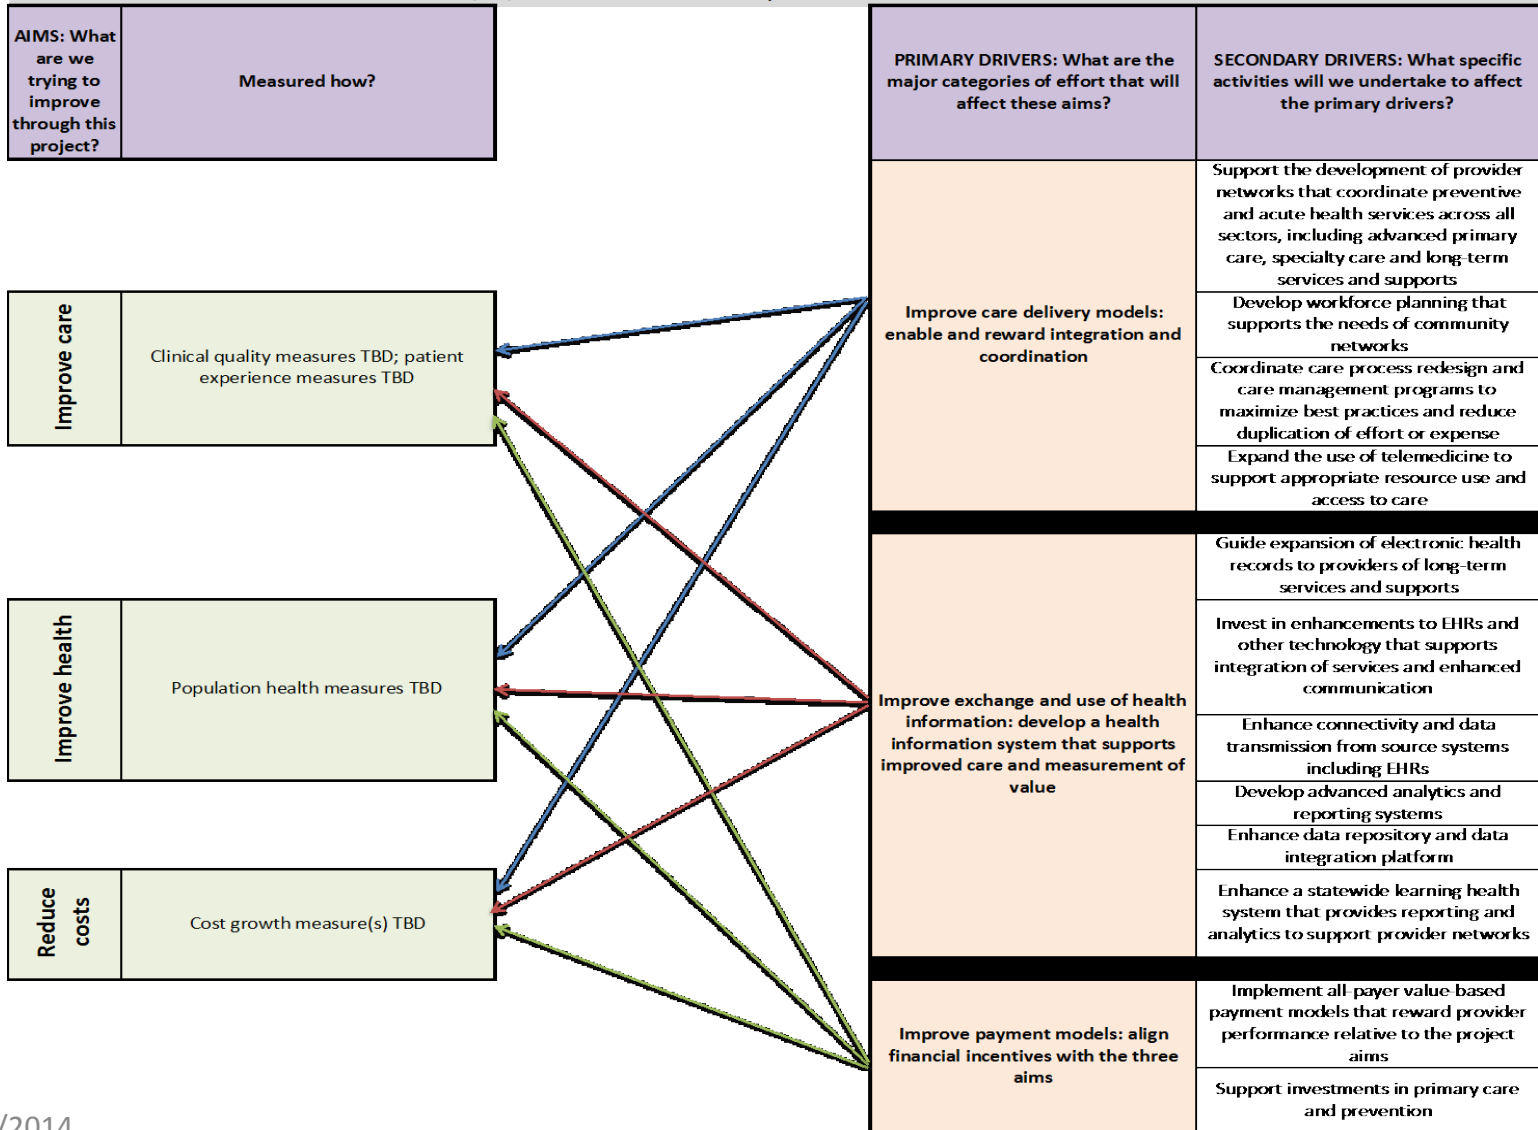 AIMS: What
are we
trying to
improve
through this
project?
Measured how?
PRIMARY DRIVERS: What are the
major categories of effort that will
affect these aims?
SECONDARY DRIVERS: What specific
activities will we undertake to affect
the primary drivers?
Improve care
Clinical quality measures TBD; patient
experience measures TBD
Improve health
Population health measures TBD
Reduce
costs
Cost growth measure(s) TBD
Improve care delivery models:
enable and reward integration and
coordination
Support the development of provider
networks that coordinate preventive
and acute health services across all
sectors, including advanced primary
care, specialty care and long-term
services and supports
Develop workforce planning that
supports the needs of community
networks
Coordinate care process redesign and
care management programs to
maximize best practices and reduce
duplication of effort or expense
Expand the use of telemedicine to
support appropriate resource use and
access to care
Improve exchange and use of health
information: develop a health
information system that supports
improved care and measurement of
value
Guide expansion of electronic health
records to providers of long-term
services and supports
Invest in enhancements to EHRs and
other technology that supports
integration of services and enhanced
communication
Enhance connectivity and data
transmission from source systems
including EHRs
Develop advanced analytics and
reporting systems
Enhance data repository and data
integration platform
Enhance a statewide learning health
system that provides reporting and
analytics to support provider networks
Improve payment models: align
financial incentives with the three
aims
Implement all-payer value-based
payment models that reward provider
performance relative to the project
aims
Support investments in primary care
and prevention
/2014